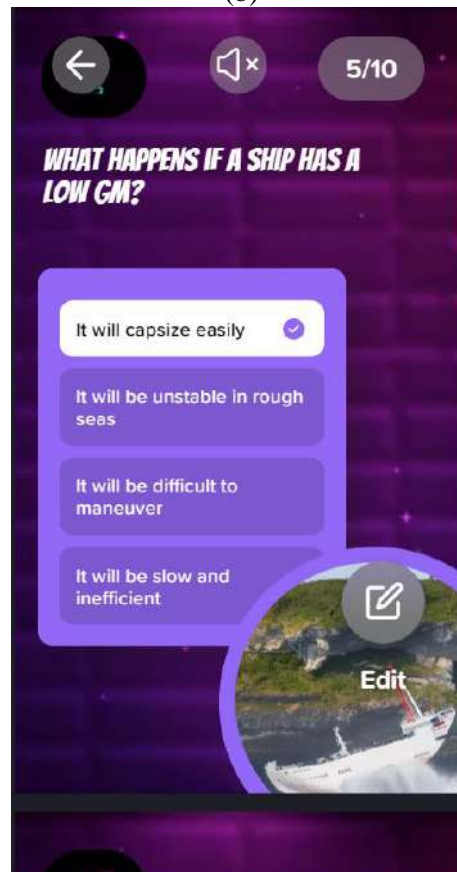 5/10
WHAT HAPPENS IF A SHIP HAS A
LOW GM?
It will capsize easily
It will be unstable in rough
seas
It will be difficult to
maneuver
It will be slow and
inefficient
Edit